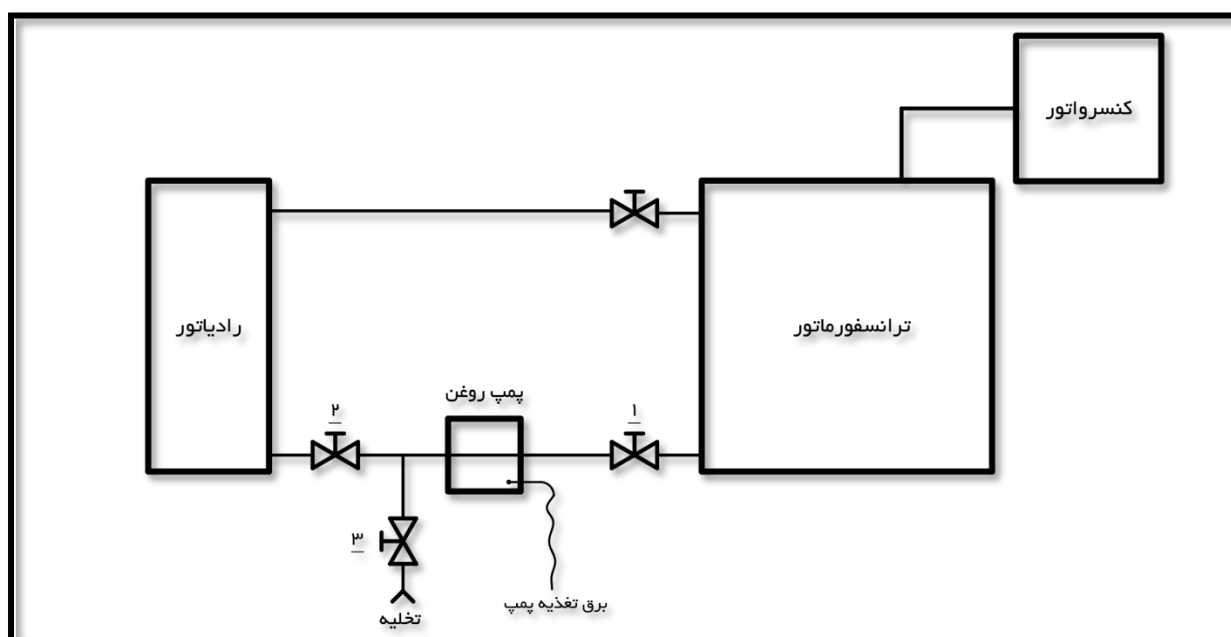 کنسرواتور
رادیاتور
ترانسفورماتور
پمپ روغن
۲
۱
۳
تخلیه
برق تغذیه پمپ